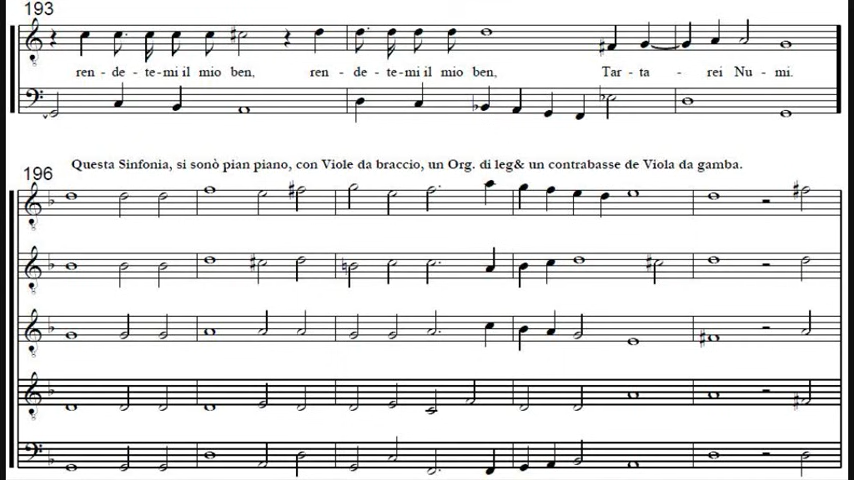 193
ren - de - te-mi il mio ben, ren - de - te-mi il mio ben, Tar - ta - rei Nu - mi.
Questa Sinfonia, si sonò pian piano, con Viole da braccio, un Org. di leg& un contrabasse de Viola da gamba.
196